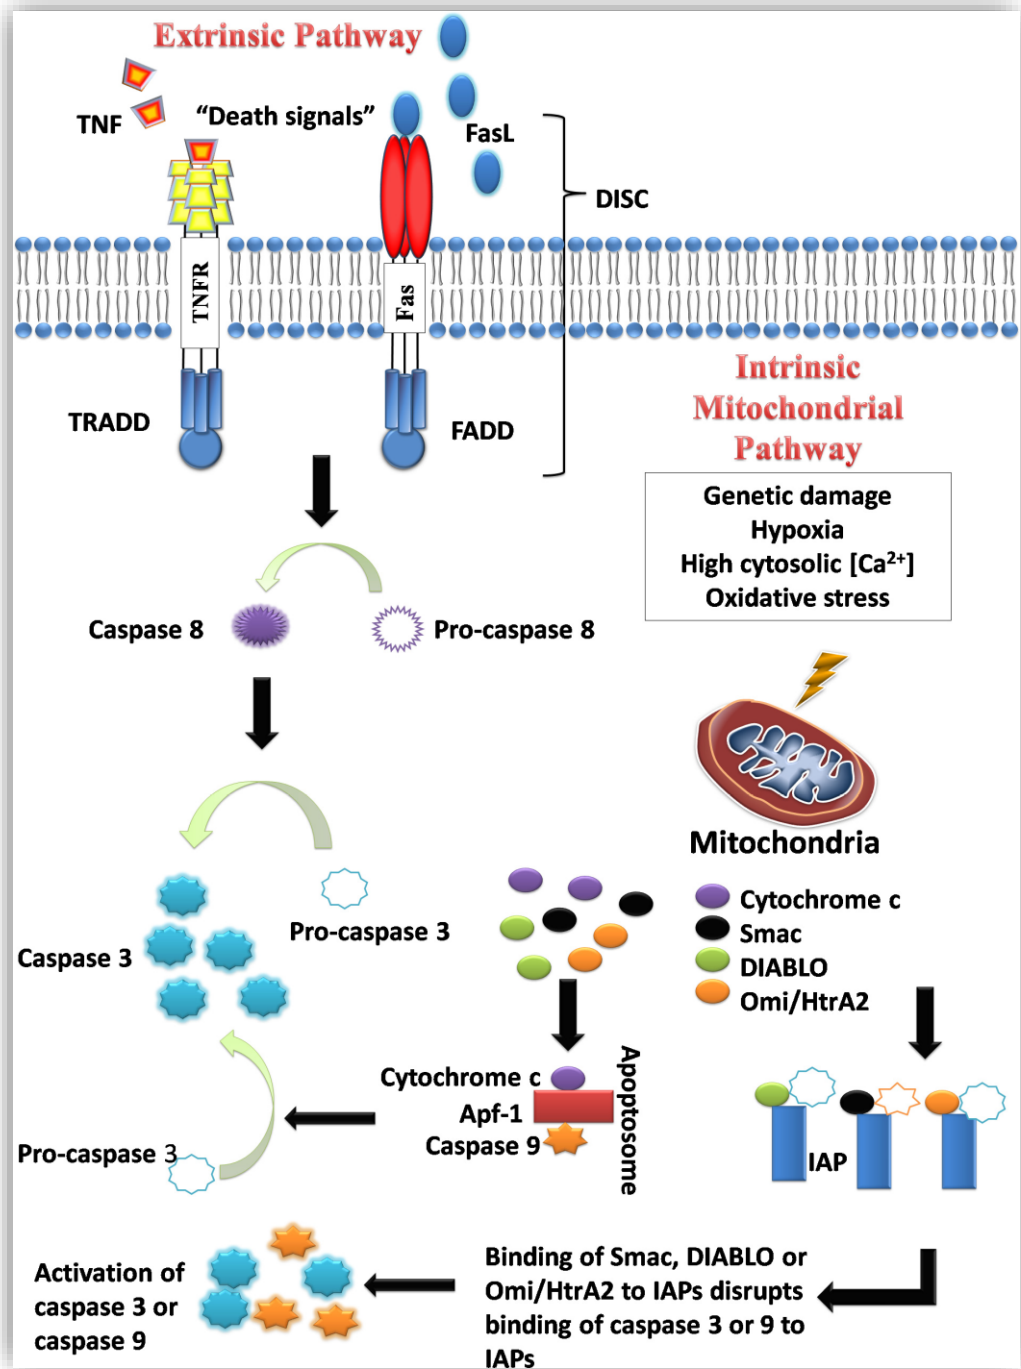 Extrinsic Pathway
TNF
“Death signals”
FasL
DISC
TNFR
Fas
TRADD
FADD
Intrinsic
Mitochondrial
Pathway
Genetic damage
Hypoxia
High cytosolic [Ca²⁺]
Oxidative stress
Caspase 8
Pro-caspase 8
Mitochondria
Cytochrome c
Smac
DIABLO
Omi/HtrA2
Pro-caspase 3
Caspase 3
Cytochrome c
Apf-1
Caspase 9
Apoptosome
Pro-caspase 3
IAP
Binding of Smac, DIABLO or
Omi/HtrA2 to IAPs disrupts
binding of caspase 3 or 9 to
IAPs
Activation of
caspase 3 or
caspase 9